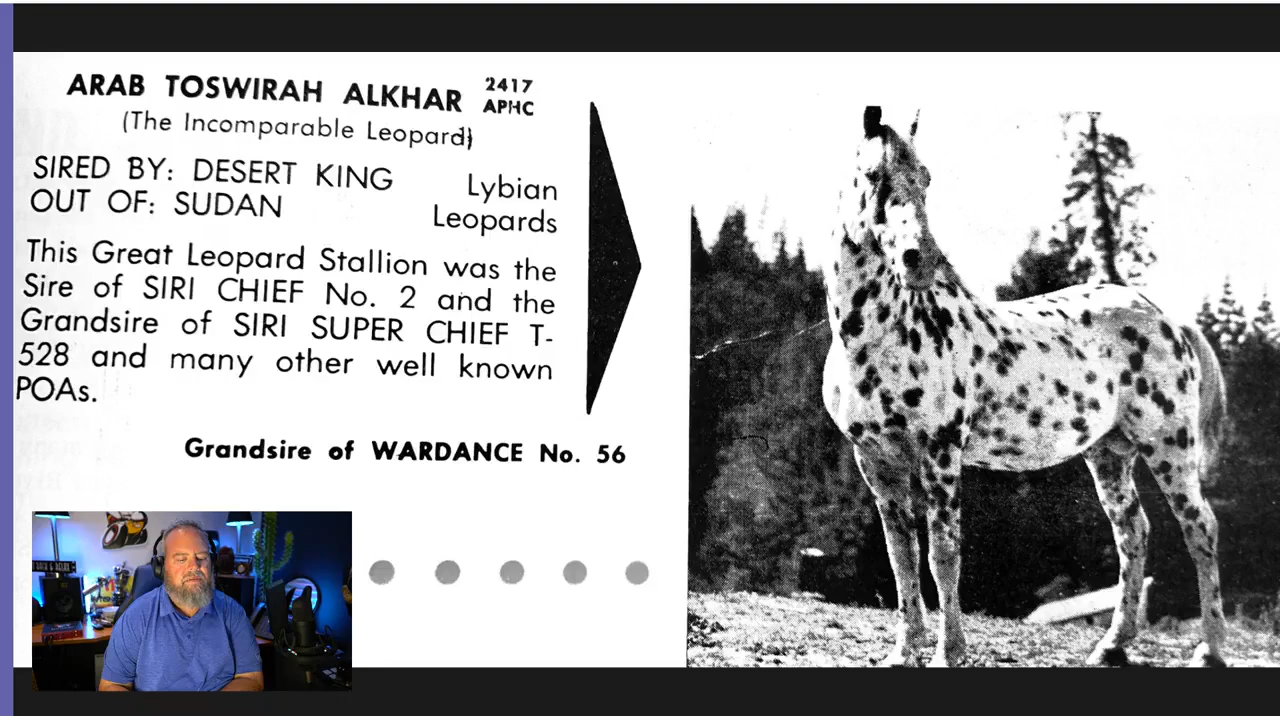 ARAB TOSWIRAH ALKHAR 2417 APHC
(The Incomparable Leopard)
SIRED BY: DESERT KING Lybian
OUT OF: SUDAN Leopards
This Great Leopard Stallion was the
Sire of SIRI CHIEF No. 2 and the
Grandsire of SIRI SUPER CHIEF T-
528 and many other well known
POAs.
Grandsire of WARDANCE No. 56